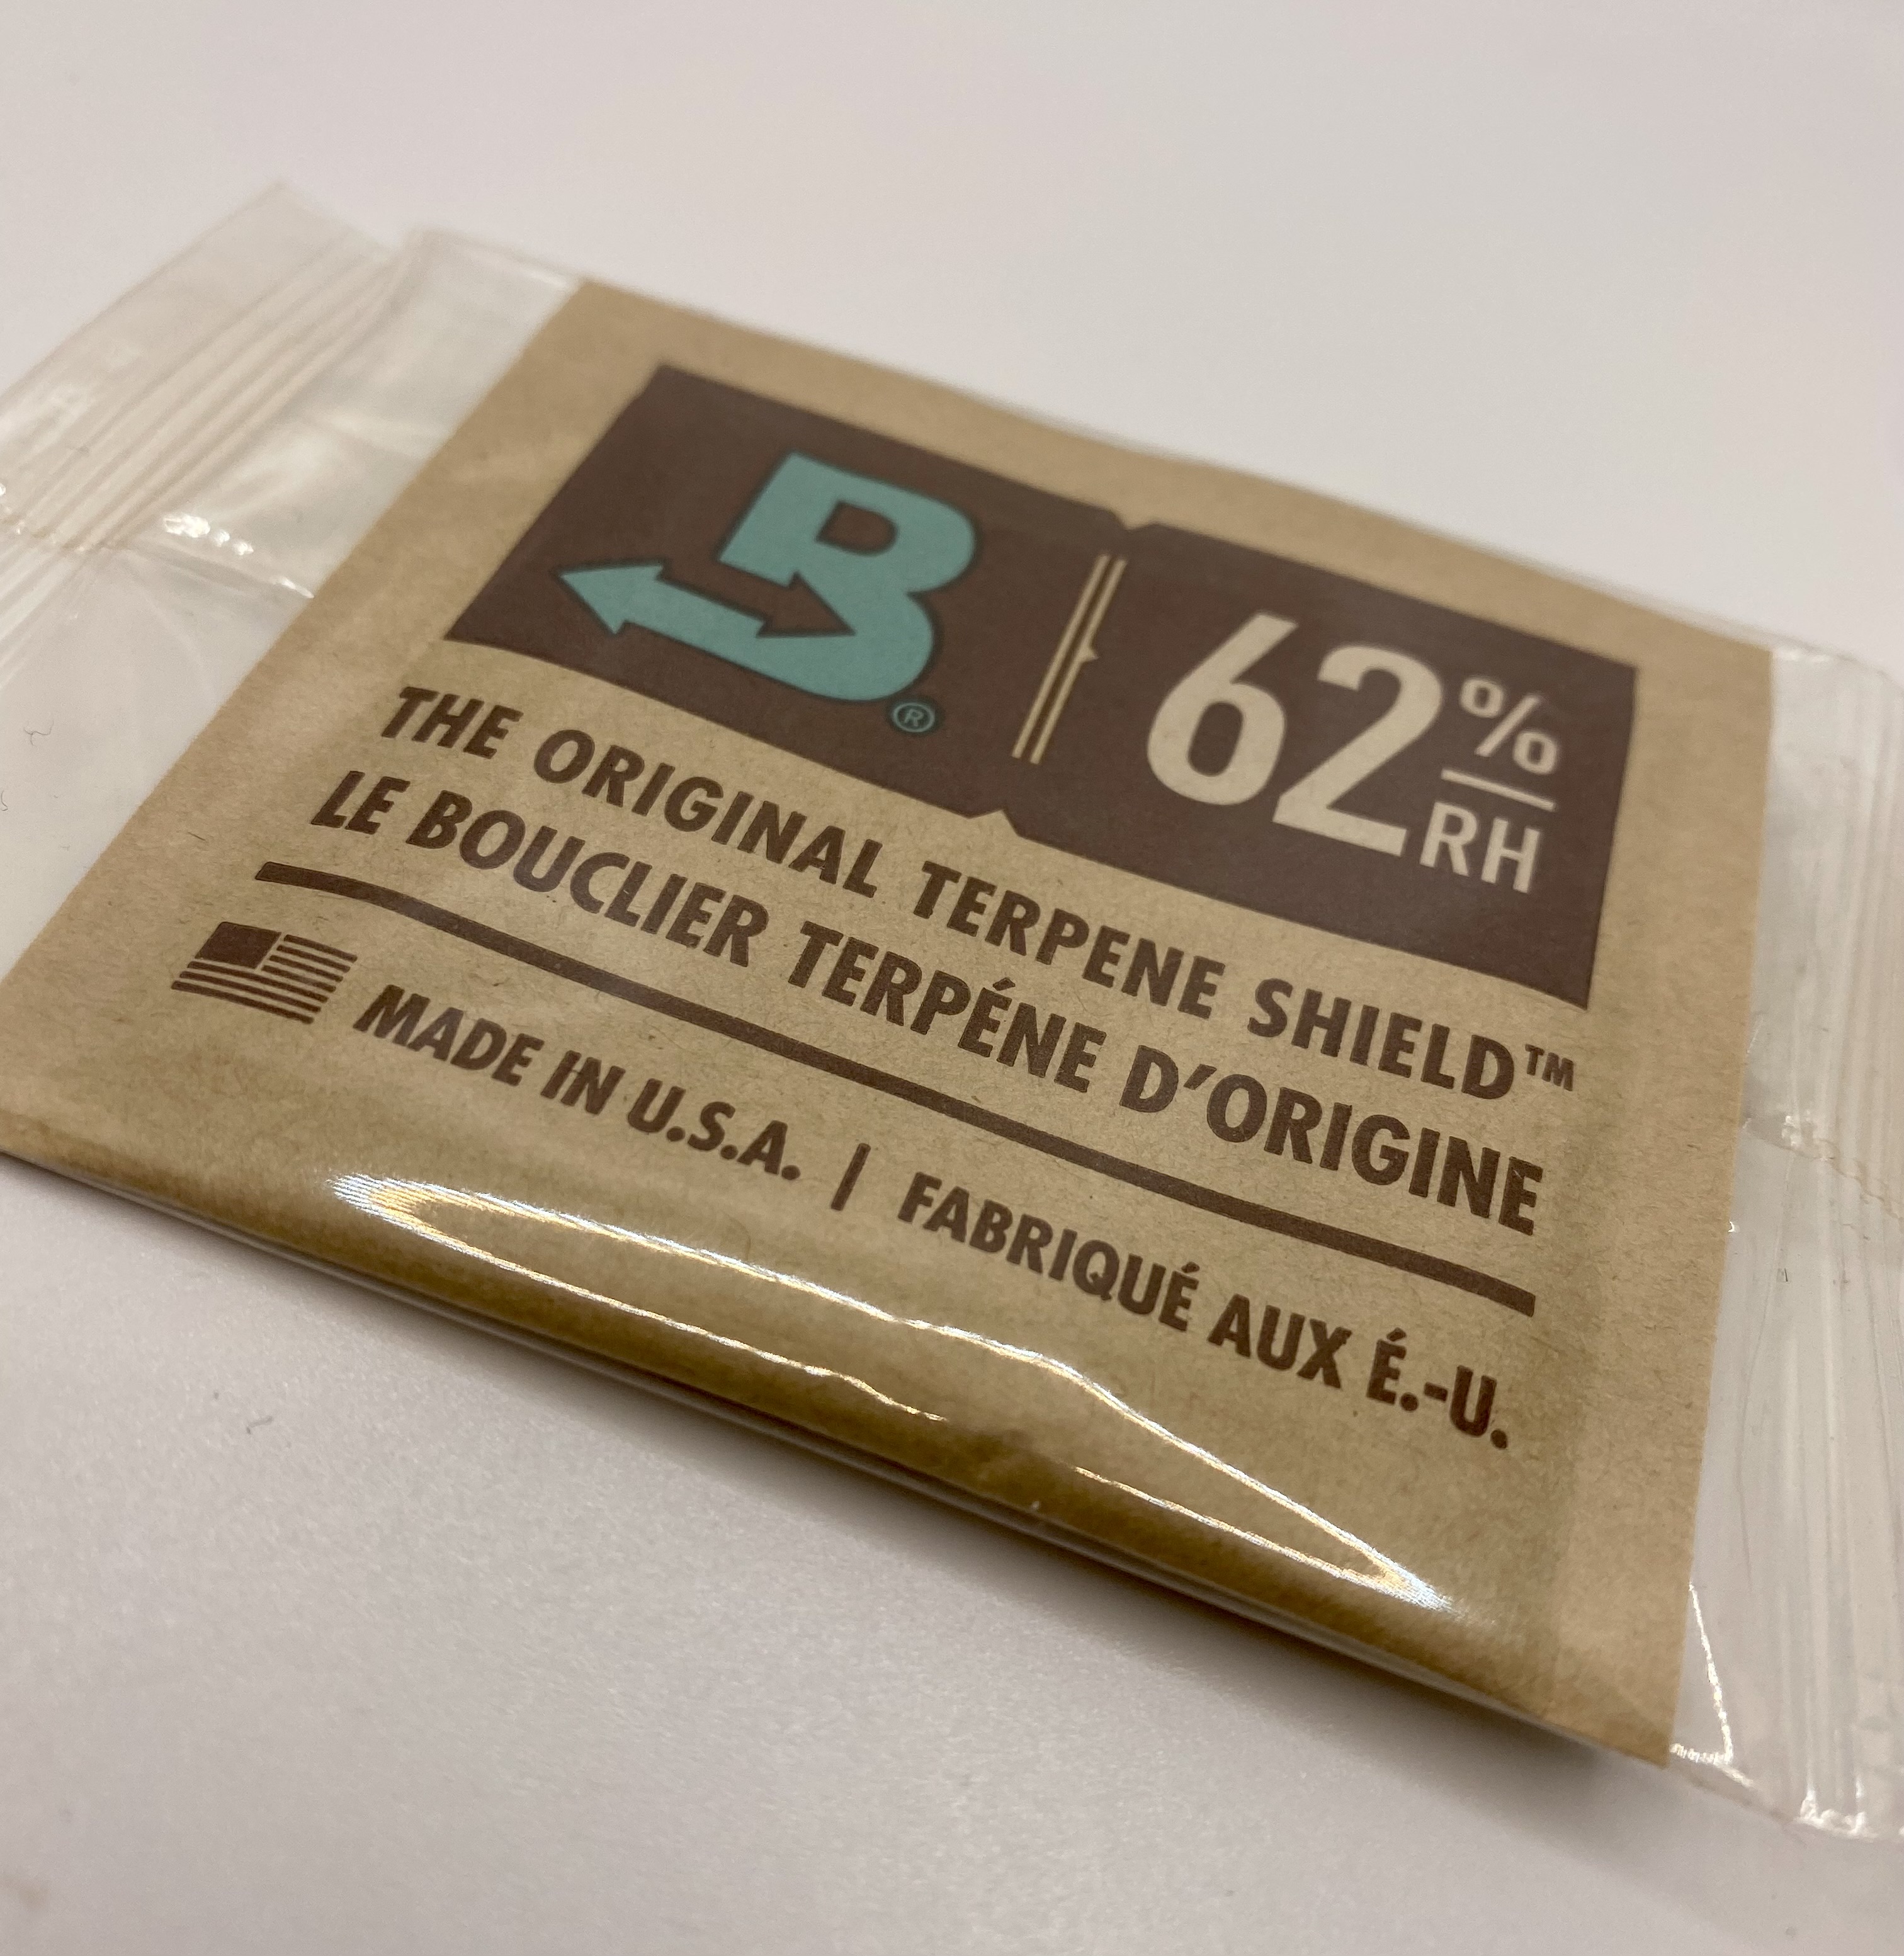 B®
62%
RH
THE ORIGINAL TERPENE SHIELD™
LE BOUCLIER TERPÉNE D'ORIGINE
MADE IN U.S.A. | FABRIQUÉ AUX É.-U.